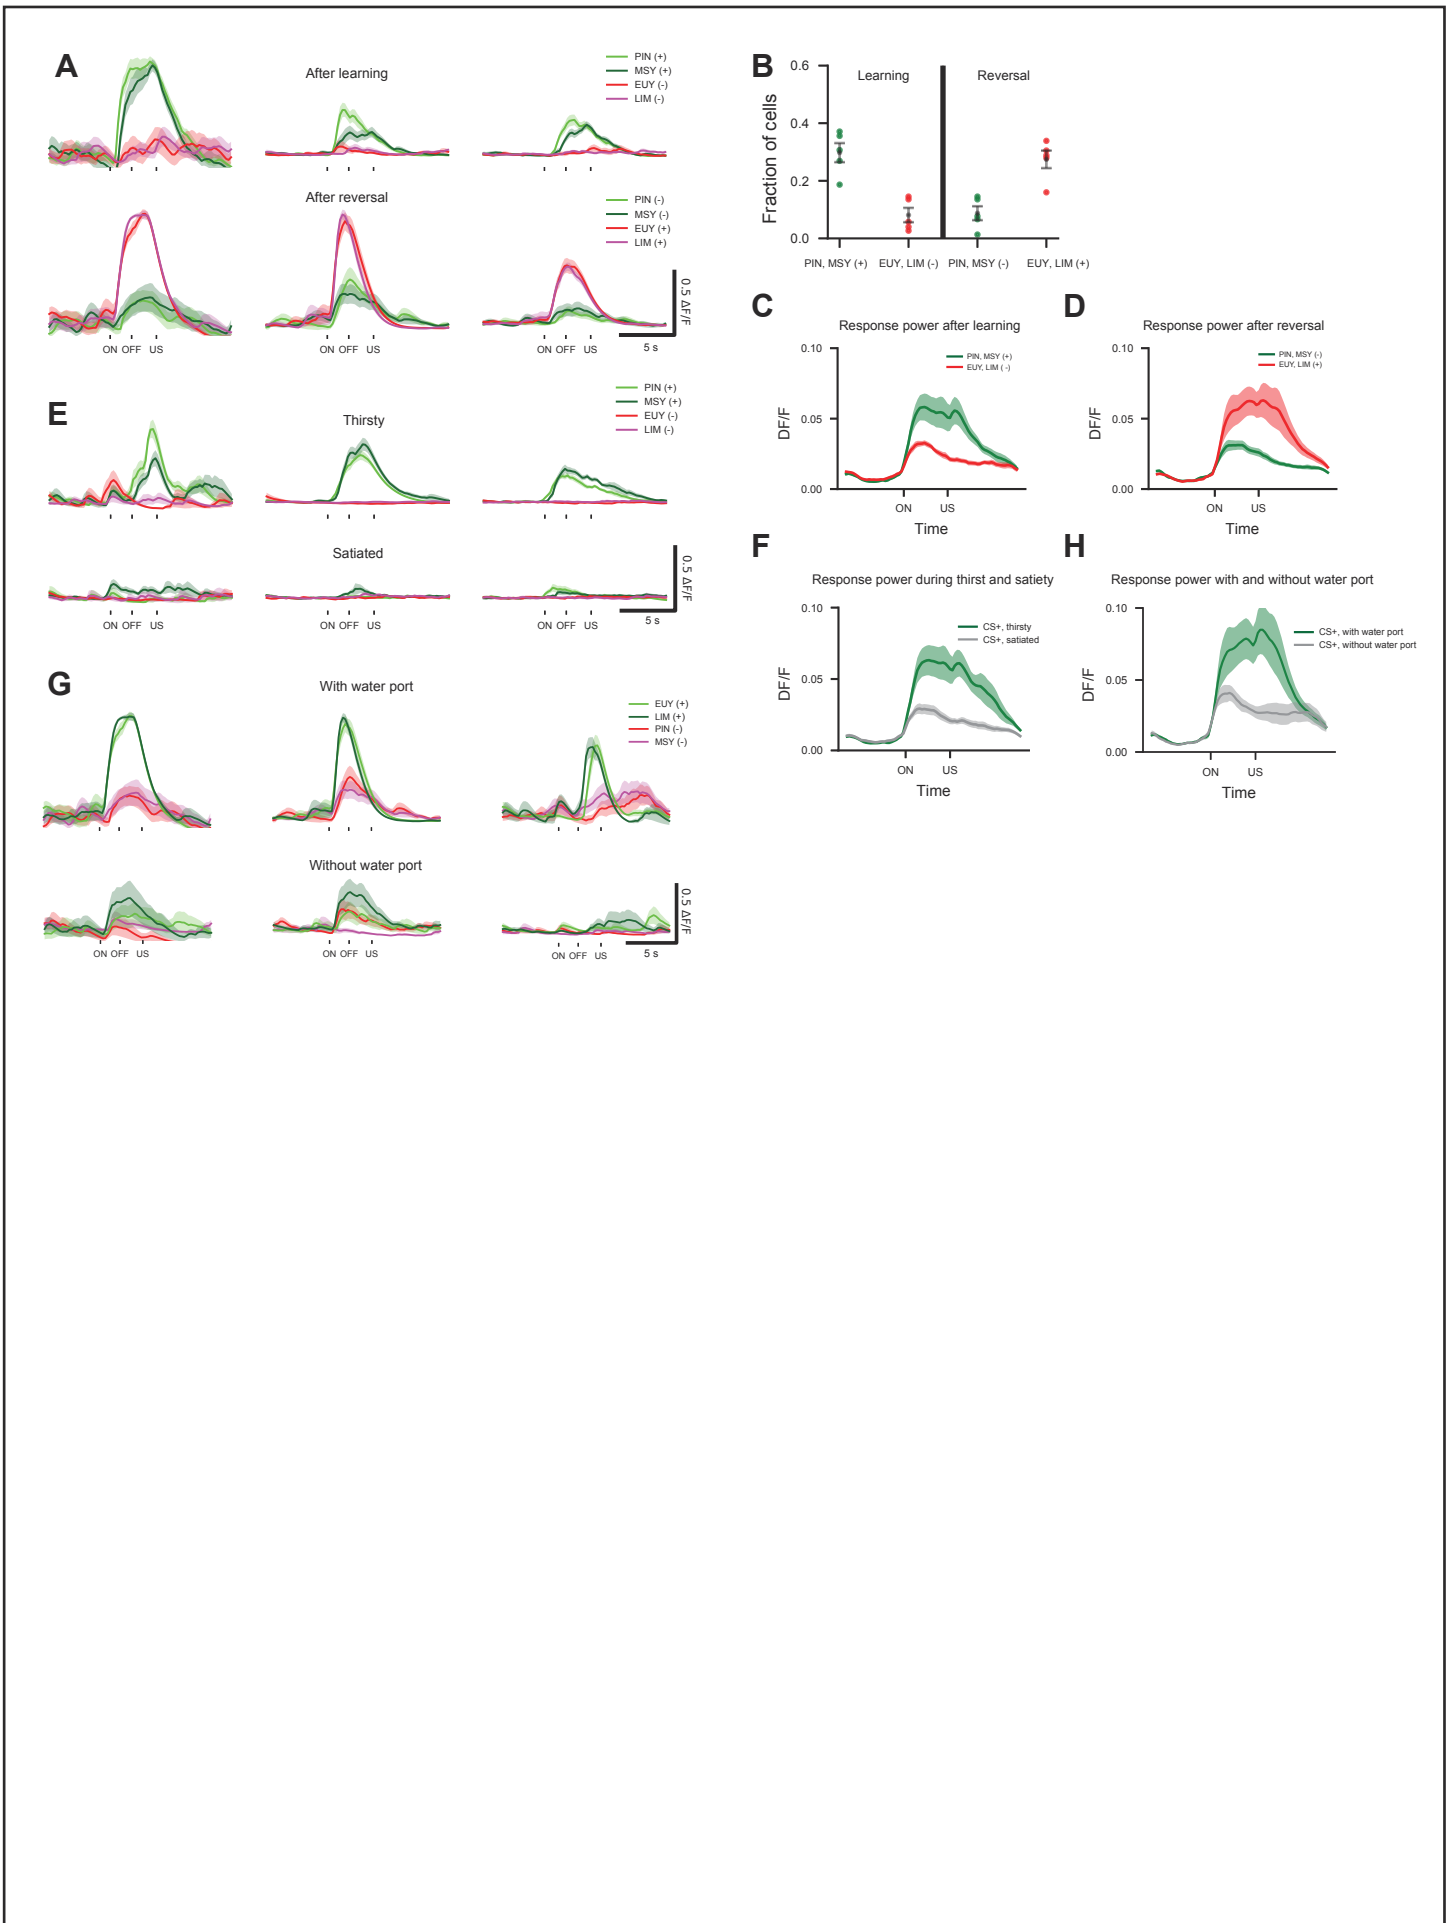 A
After learning
PIN (+)
MSY (+)
EUY (-)
LIM (-)
After reversal
PIN (-)
MSY (-)
EUY (+)
LIM (+)
ON OFF US
ON OFF US
ON OFF US
0.5 ΔF/F
5 s
B
Learning
Reversal
Fraction of cells
0.6
0.4
0.2
0.0
PIN, MSY (+)
EUY, LIM (-)
PIN, MSY (-)
EUY, LIM (+)
C
Response power after learning
PIN, MSY (+)
EUY, LIM ( -)
DF/F
0.10
0.05
0.00
ON
US
Time
D
Response power after reversal
PIN, MSY (-)
EUY, LIM (+)
DF/F
0.10
0.05
0.00
ON
US
Time
E
Thirsty
PIN (+)
MSY (+)
EUY (-)
LIM (-)
Satiated
ON OFF US
ON OFF US
ON OFF US
0.5 ΔF/F
5 s
F
Response power during thirst and satiety
CS+, thirsty
CS+, satiated
DF/F
0.10
0.05
0.00
ON
US
Time
H
Response power with and without water port
CS+, with water port
CS+, without water port
DF/F
0.10
0.05
0.00
ON
US
Time
G
With water port
EUY (+)
LIM (+)
PIN (-)
MSY (-)
Without water port
ON OFF US
ON OFF US
ON OFF US
0.5 ΔF/F
5 s